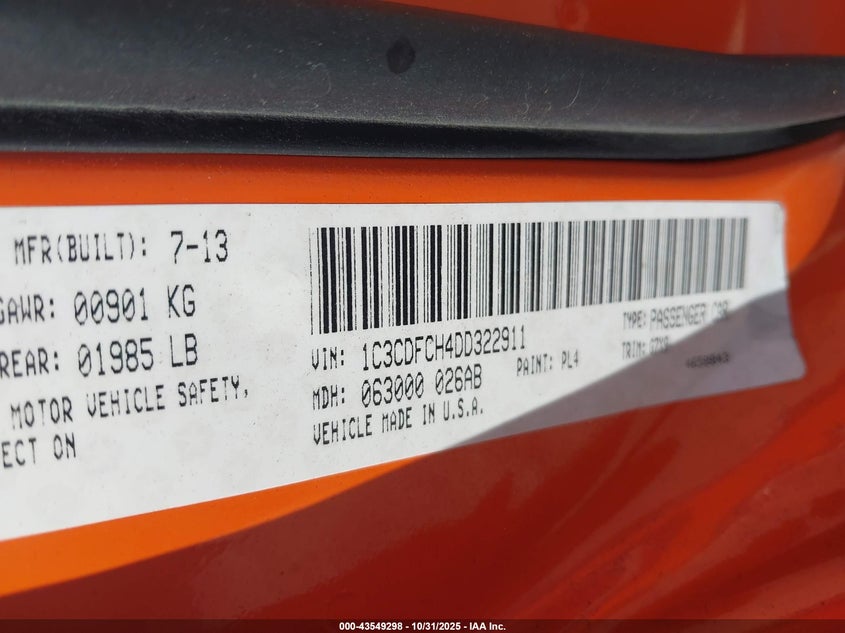 MFR(BUILT): 7-13
GAWR: 00901 KG
REAR: 01985 LB
MOTOR VEHICLE SAFETY,
ECT ON
VIN: 1C3CDFCH4DD322911
TYPE: PASSENGER CAR
MDH: 063000 026AB
PAINT: PL4
TRIM:
VEHICLE MADE IN U.S.A.
000-43549298 - 10/31/2025 - IAA Inc.